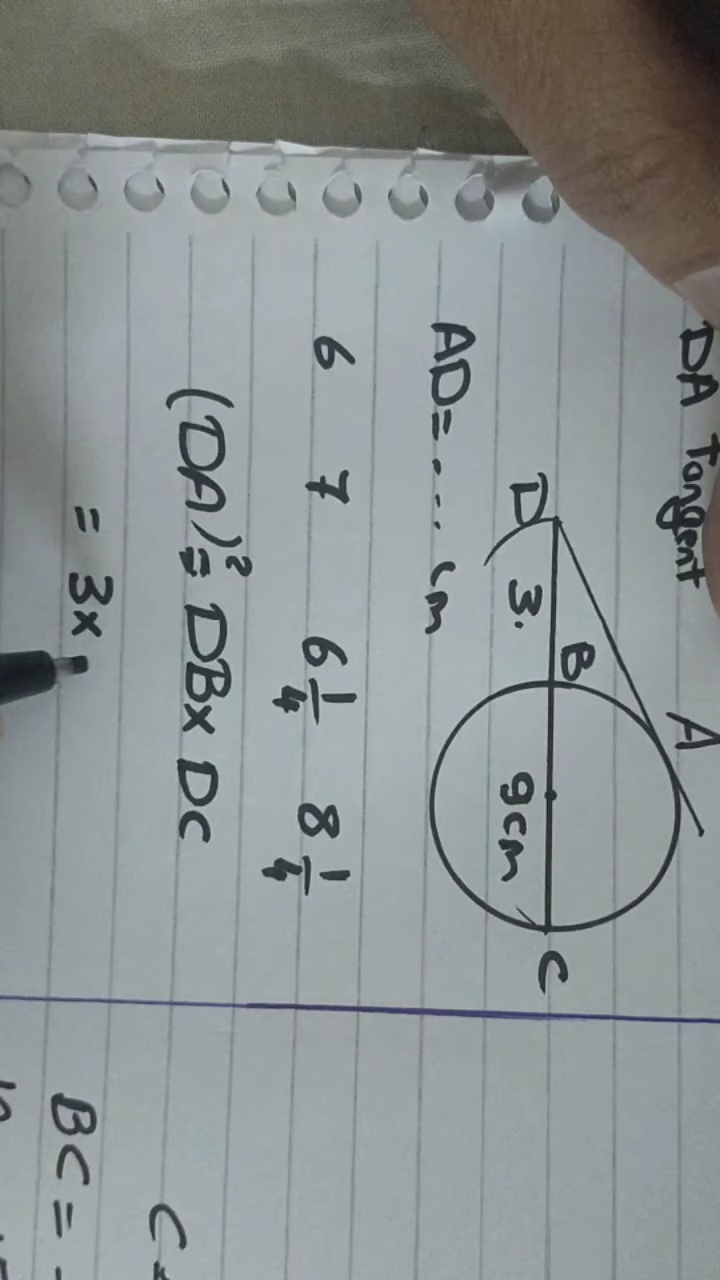 DA Tangent
A
B
D 3. 9cm C
AD= .... cm
6 7 6 1/4 8 1/4
(DA)² = DB x DC
= 3x
BC =